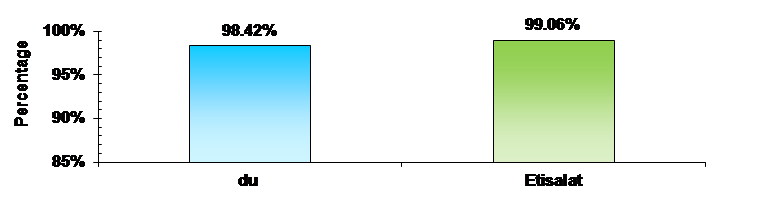 Percentage
100%
95%
90%
85%
98.42%
99.06%
du
Etisalat